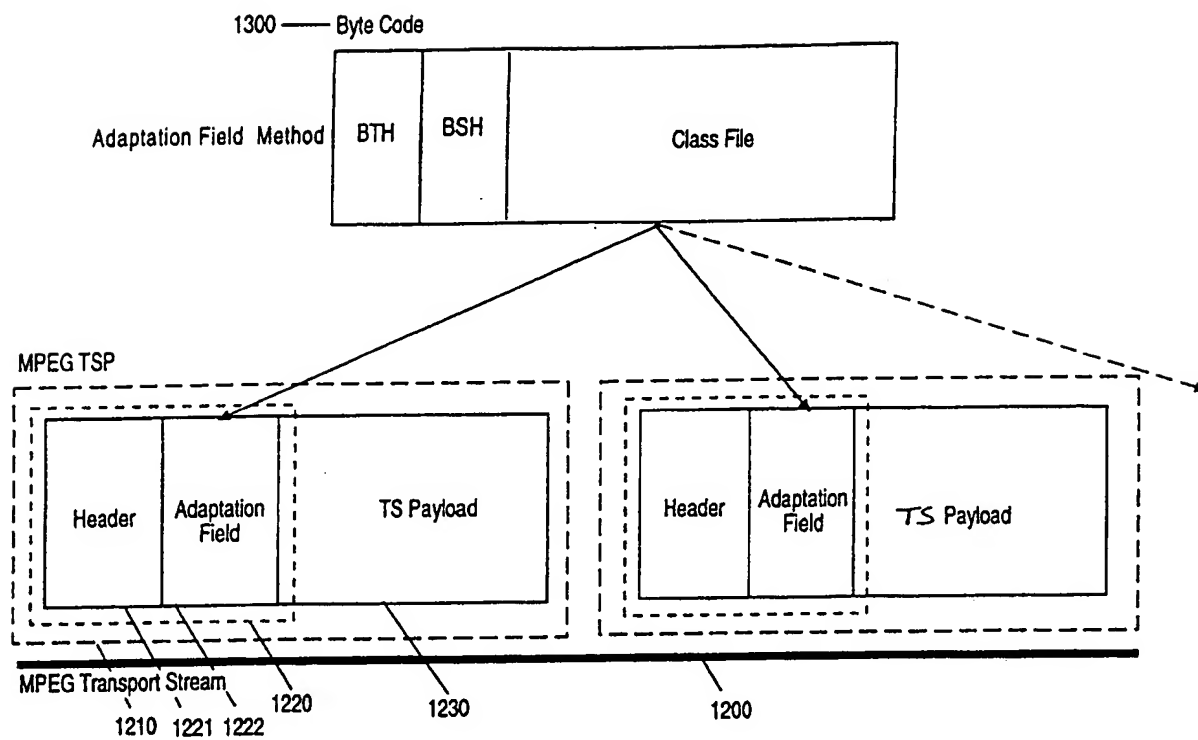 1300 Byte Code
Adaptation Field Method
BTH
BSH
Class File
MPEG TSP
Header
Adaptation
Field
TS Payload
Header
Adaptation
Field
TS Payload
MPEG Transport Stream
1210
1221
1222
1220
1230
1200